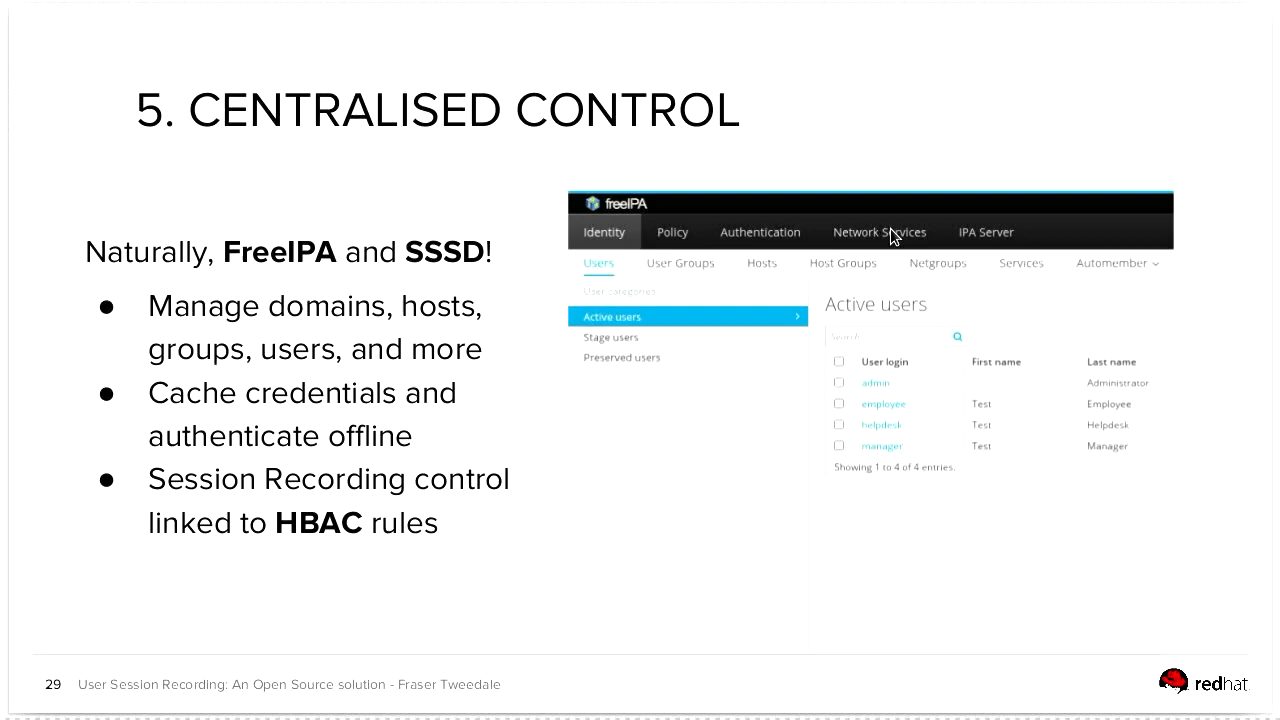 5. CENTRALISED CONTROL
Naturally, FreeIPA and SSSD!
● Manage domains, hosts,
groups, users, and more
● Cache credentials and
authenticate offline
● Session Recording control
linked to HBAC rules
freeIPA
Identity Policy Authentication Network Services IPA Server
Users User Groups Hosts Host Groups Netgroups Services Automember
User categories
Active users
Stage users
Preserved users
Active users
Search
User login First name Last name
admin Administrator
employee Test Employee
helpdesk Test Helpdesk
manager Test Manager
Showing 1 to 4 of 4 entries.
29 User Session Recording: An Open Source solution - Fraser Tweedale
redhat.